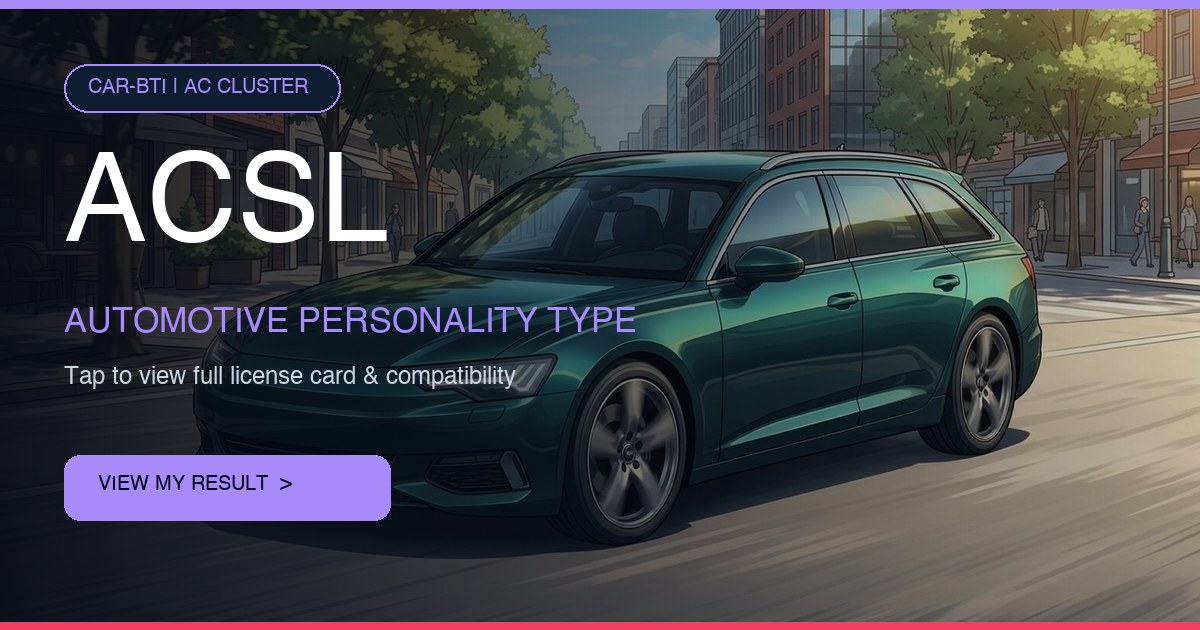 CAR-BTI | AC CLUSTER
ACSL
AUTOMOTIVE PERSONALITY TYPE
Tap to view full license card & compatibility
VIEW MY RESULT >